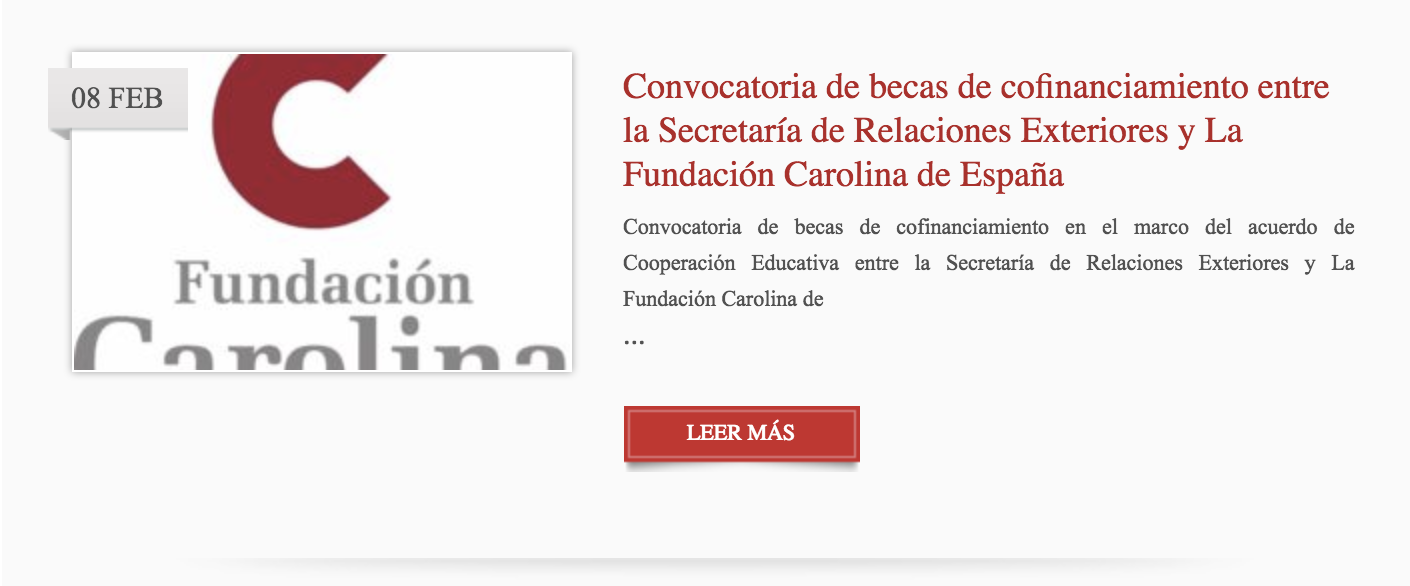 08 FEB
Fundación
Carolina
Convocatoria de becas de cofinanciamiento entre
la Secretaría de Relaciones Exteriores y La
Fundación Carolina de España
Convocatoria de becas de cofinanciamiento en el marco del acuerdo de
Cooperación Educativa entre la Secretaría de Relaciones Exteriores y La
Fundación Carolina de
...
LEER MÁS